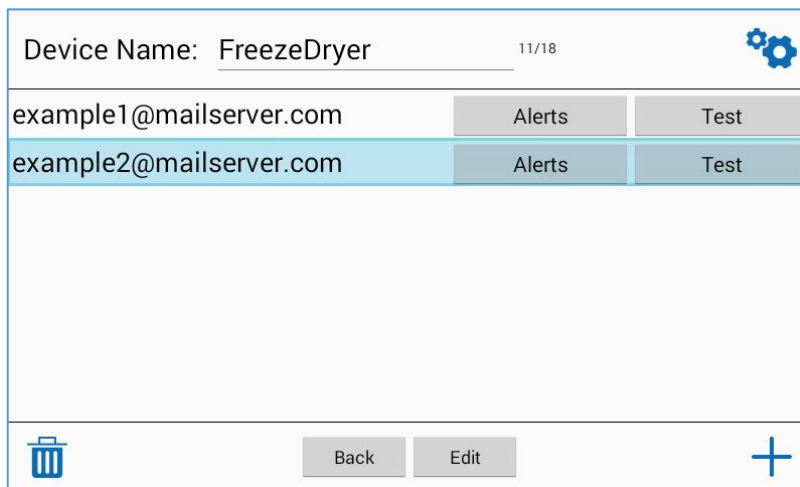 Device Name: FreezeDryer 11/18
example1@mailserver.com Alerts Test
example2@mailserver.com Alerts Test
Back Edit